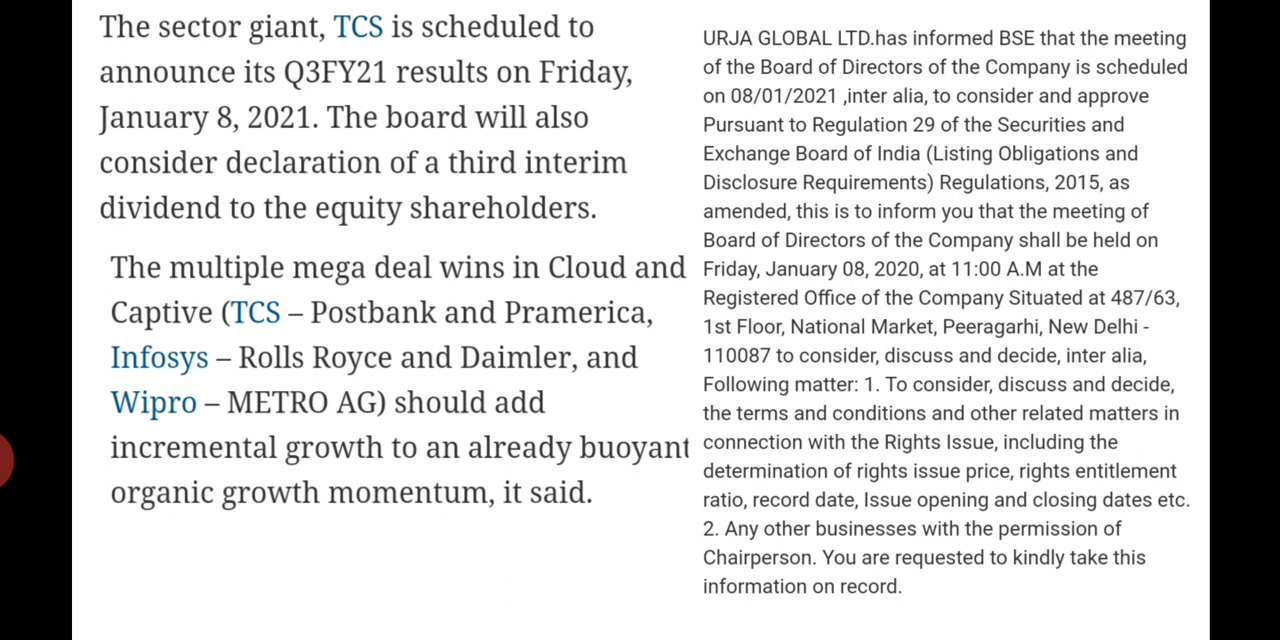 The sector giant, TCS is scheduled to
announce its Q3FY21 results on Friday,
January 8, 2021. The board will also
consider declaration of a third interim
dividend to the equity shareholders.
The multiple mega deal wins in Cloud and
Captive (TCS – Postbank and Pramerica,
Infosys – Rolls Royce and Daimler, and
Wipro – METRO AG) should add
incremental growth to an already buoyant
organic growth momentum, it said.
URJA GLOBAL LTD.has informed BSE that the meeting
of the Board of Directors of the Company is scheduled
on 08/01/2021 ,inter alia, to consider and approve
Pursuant to Regulation 29 of the Securities and
Exchange Board of India (Listing Obligations and
Disclosure Requirements) Regulations, 2015, as
amended, this is to inform you that the meeting of
Board of Directors of the Company shall be held on
Friday, January 08, 2020, at 11:00 A.M at the
Registered Office of the Company Situated at 487/63,
1st Floor, National Market, Peeragarhi, New Delhi -
110087 to consider, discuss and decide, inter alia,
Following matter: 1. To consider, discuss and decide,
the terms and conditions and other related matters in
connection with the Rights Issue, including the
determination of rights issue price, rights entitlement
ratio, record date, Issue opening and closing dates etc.
2. Any other businesses with the permission of
Chairperson. You are requested to kindly take this
information on record.